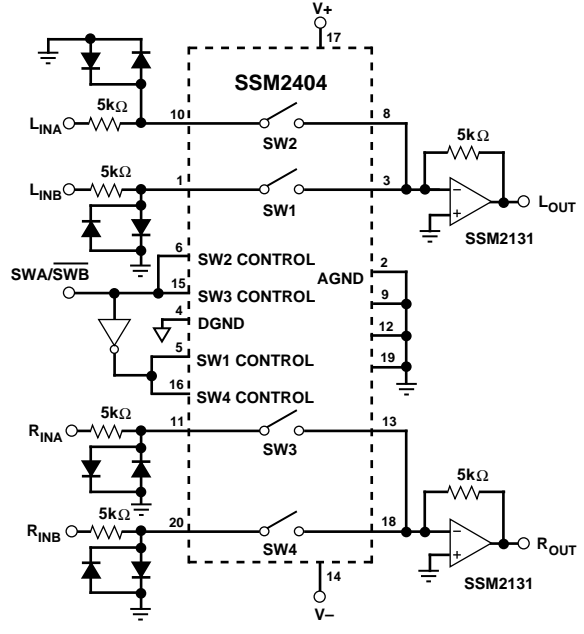 V+
17
SSM2404
5kΩ
LINA
10
8
SW2
5kΩ
5kΩ
LINB
1
3
SW1
−
+
LOUT
SSM2131
6
SW2 CONTROL
SWA/S̅W̅B̅
15
SW3 CONTROL
AGND
2
9
4
DGND
12
5
SW1 CONTROL
19
16
SW4 CONTROL
5kΩ
RINA
11
13
SW3
5kΩ
5kΩ
RINB
20
18
SW4
−
+
ROUT
SSM2131
14
V−